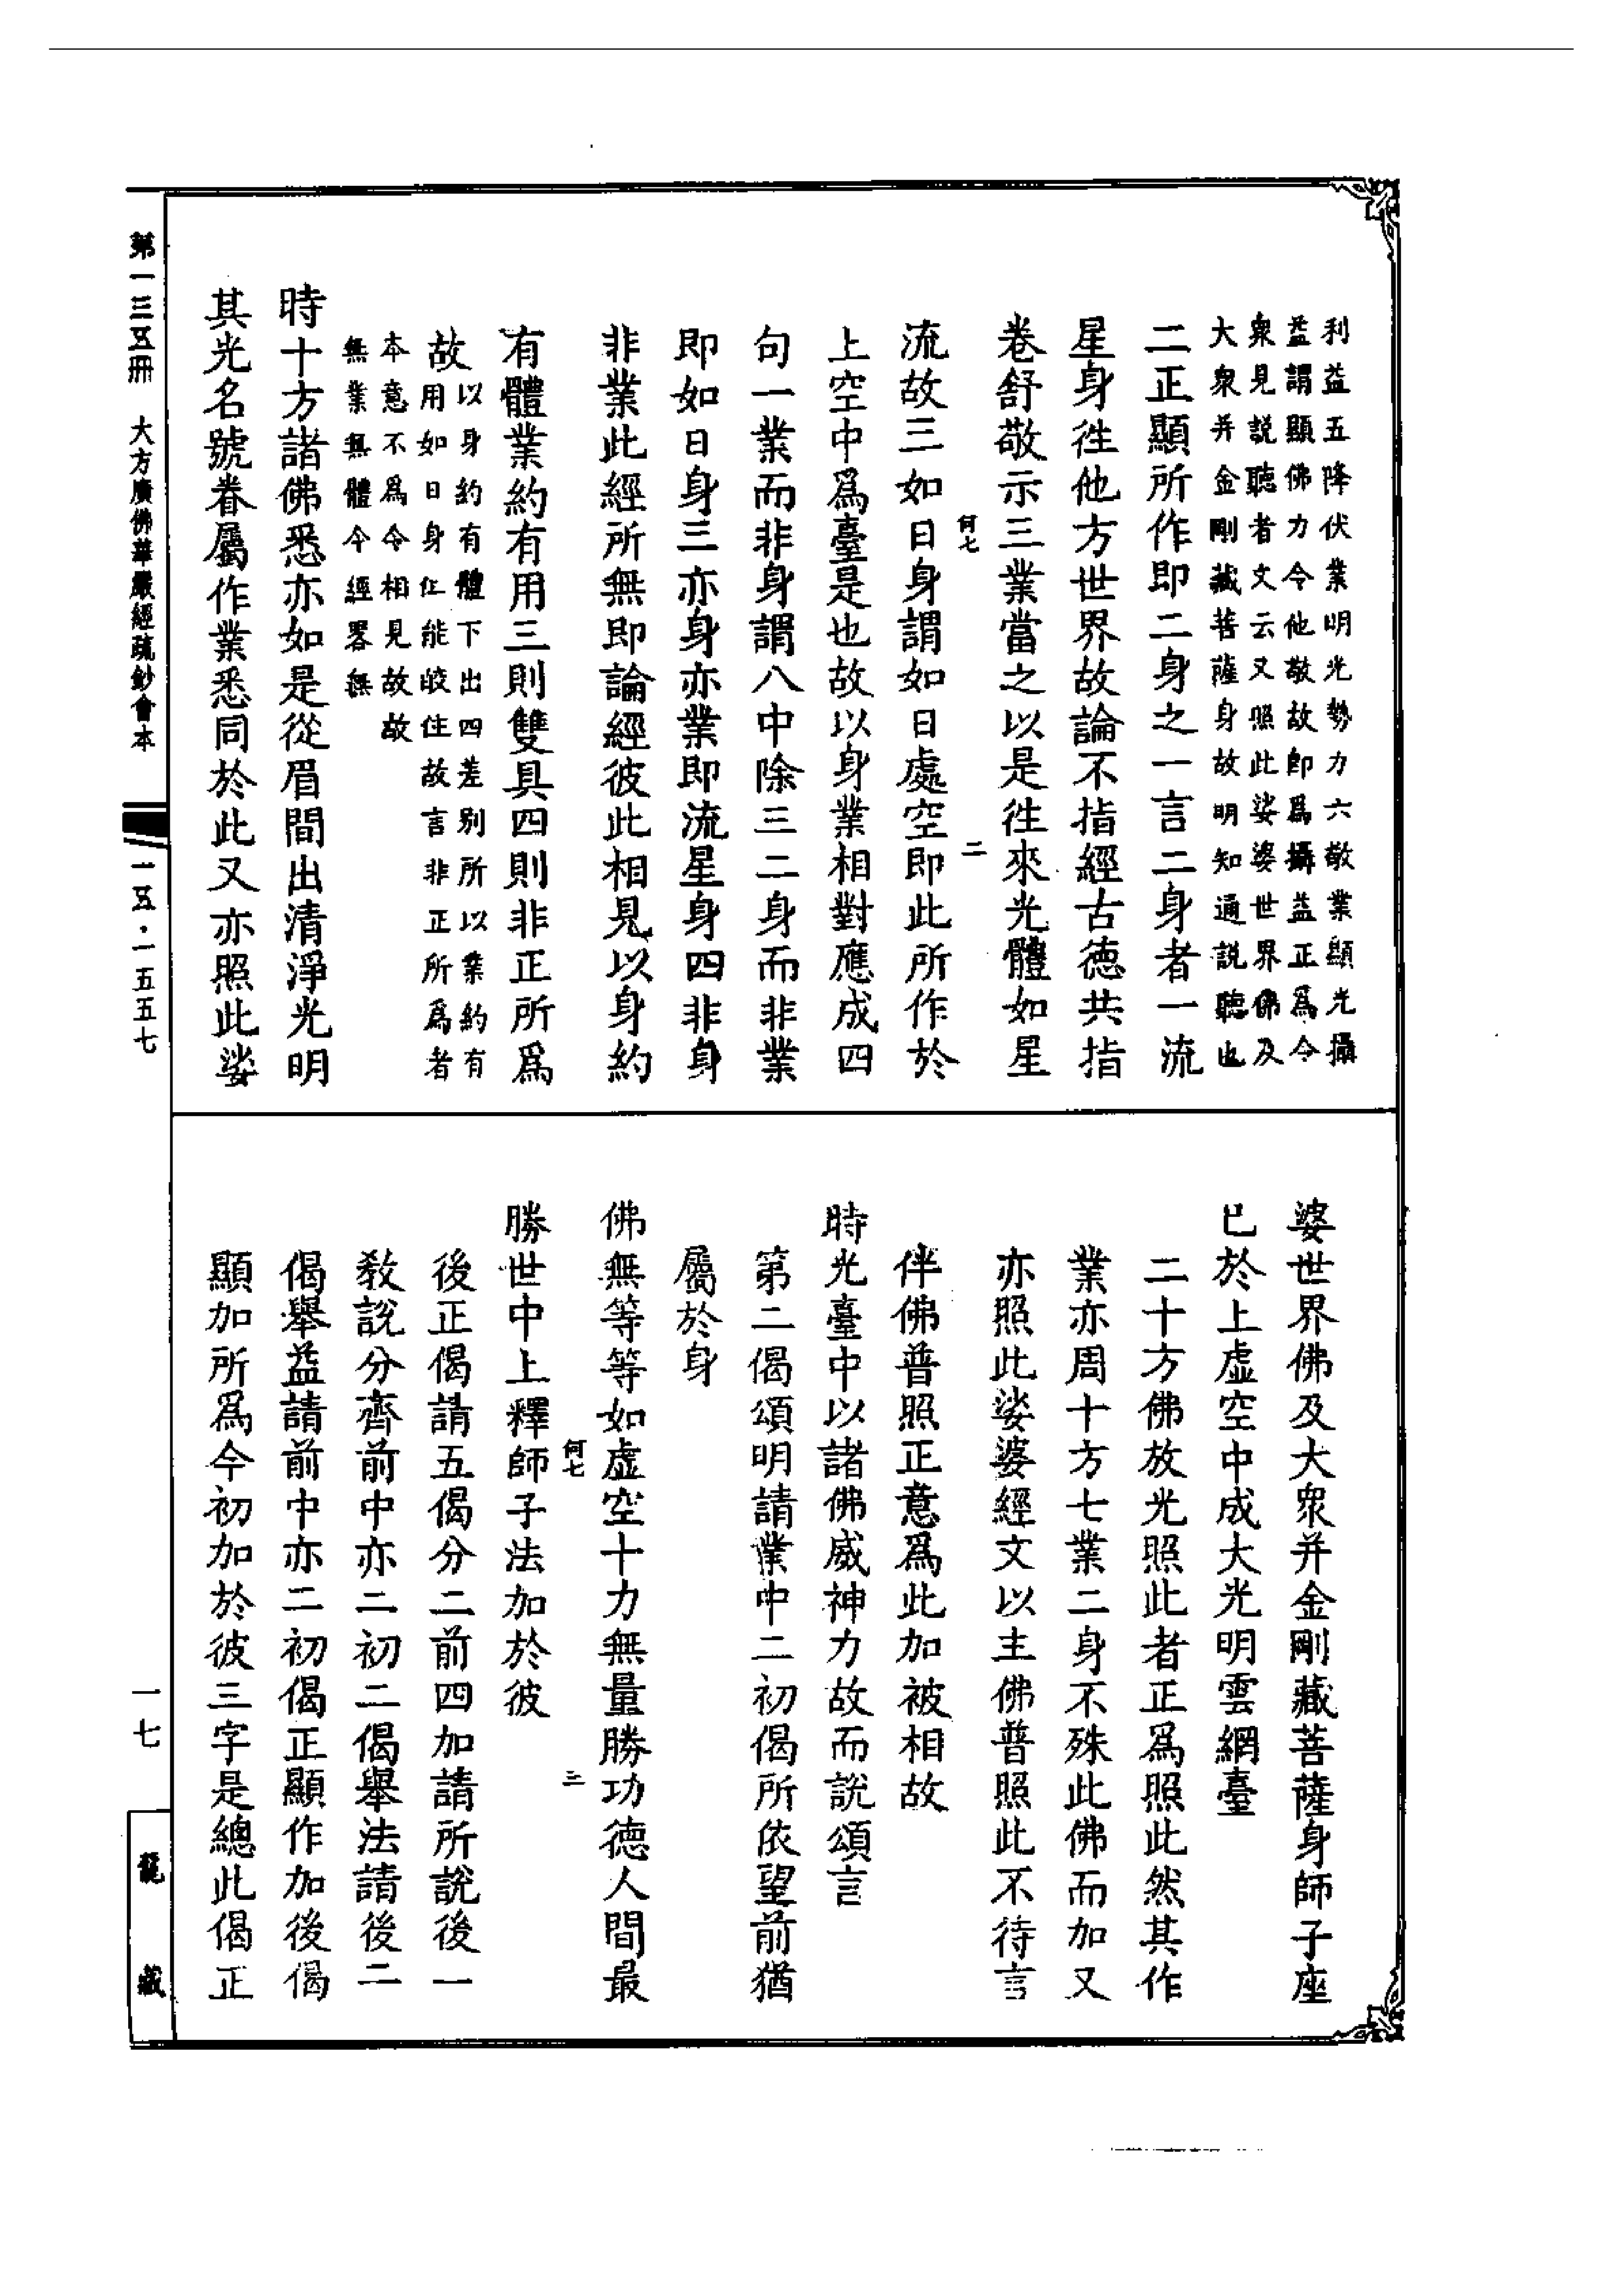 利益五降伏業明光勢力六敬業顯光攝
益謂顯佛力令他敬故即爲攝益正爲令
衆見説聽者文云又照此娑婆世界佛及
大衆并金剛藏菩薩身故明知通説聽也
二正顯所作即二身之一言二身者一流
星身徃他方世界故論不指經古德共指
卷舒敬示三業當之以是徃來光體如星
何七 二
流故三如日身謂如日處空即此所作於
上空中爲臺是也故以身業相對應成四
句一業而非身謂八中除三二身而非業
即如日身三亦身亦業即流星身四非身
非業此經所無即論經彼此相見以身約
有體業約有用三則雙具四則非正所爲
故
以身約有體下出四差別所以業約有
用如日身仁能皎住故言非正所爲者
本意不爲令相見故故
無業無體今經畧無
時十方諸佛悉亦如是從眉間出清淨光明
其光名號眷屬作業悉同於此又亦照此娑
婆世界佛及大衆并金剛藏菩薩身師子座
已於上虛空中成大光明雲網臺
二十方佛放光照此者正爲照此然其作
業亦周十方七業二身不殊此佛而加又
亦照此娑婆經文以主佛普照此不待言
伴佛普照正意爲此加被相故
時光臺中以諸佛威神力故而說頌言
第二偈頌明請業中二初偈所依望前猶
屬於身
佛無等等如虛空十力無量勝功德人間最
何七 三
勝世中上釋師子法加於彼
後正偈請五偈分二前四加請所說後一
敎說分齊前中亦二初二偈舉法請後二
偈舉益請前中亦二初偈正顯作加後偈
顯加所爲今初加於彼三字是總此偈正
第一三五冊 大方廣佛華嚴經疏鈔會本
一五·一五五七
一七
龍藏